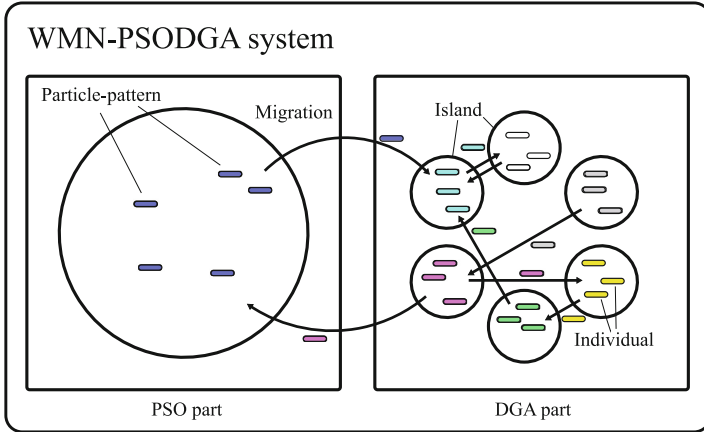 WMN-PSODGA system
Particle-pattern
Migration
Island
Individual
PSO part
DGA part